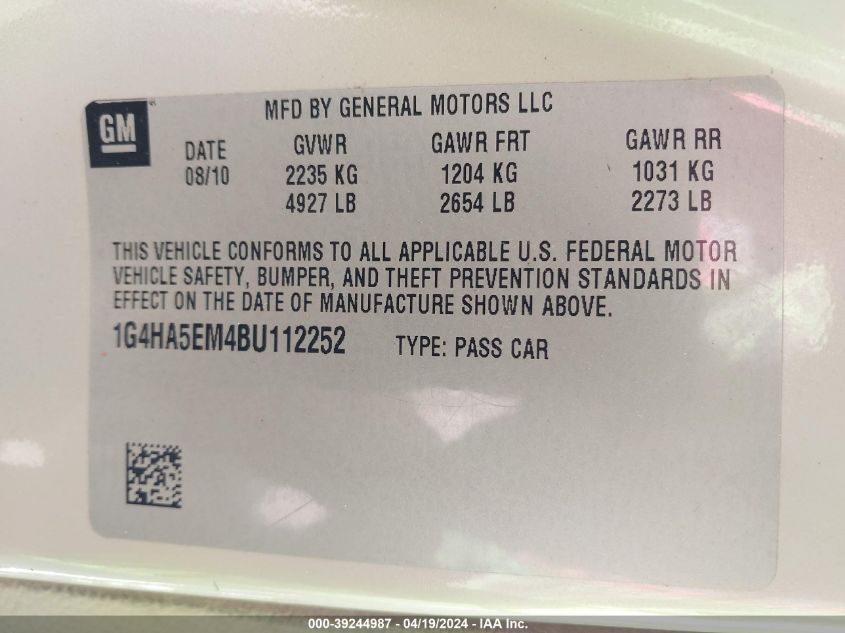 MFD BY GENERAL MOTORS LLC
GM
DATE GVWR GAWR FRT GAWR RR
08/10 2235 KG 1204 KG 1031 KG
4927 LB 2654 LB 2273 LB
THIS VEHICLE CONFORMS TO ALL APPLICABLE U.S. FEDERAL MOTOR
VEHICLE SAFETY, BUMPER, AND THEFT PREVENTION STANDARDS IN
EFFECT ON THE DATE OF MANUFACTURE SHOWN ABOVE.
1G4HA5EM4BU112252 TYPE: PASS CAR
000-39244987 - 04/19/2024 - IAA Inc.